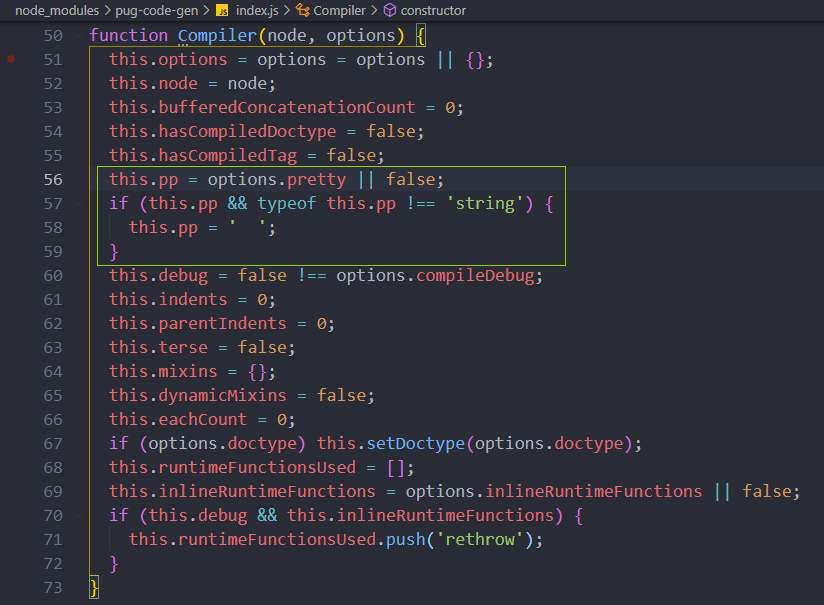 node_modules > pug-code-gen > JS index.js > Compiler > constructor
50 function Compiler(node, options) {
51 this.options = options = options || {};
52 this.node = node;
53 this.bufferedConcatenationCount = 0;
54 this.hasCompiledDoctype = false;
55 this.hasCompiledTag = false;
56 this.pp = options.pretty || false;
57 if (this.pp && typeof this.pp !== 'string') {
58 this.pp = '  ';
59 }
60 this.debug = false !== options.compileDebug;
61 this.indents = 0;
62 this.parentIndents = 0;
63 this.terse = false;
64 this.mixins = {};
65 this.dynamicMixins = false;
66 this.eachCount = 0;
67 if (options.doctype) this.setDoctype(options.doctype);
68 this.runtimeFunctionsUsed = [];
69 this.inlineRuntimeFunctions = options.inlineRuntimeFunctions || false;
70 if (this.debug && this.inlineRuntimeFunctions) {
71 this.runtimeFunctionsUsed.push('rethrow');
72 }
73 }